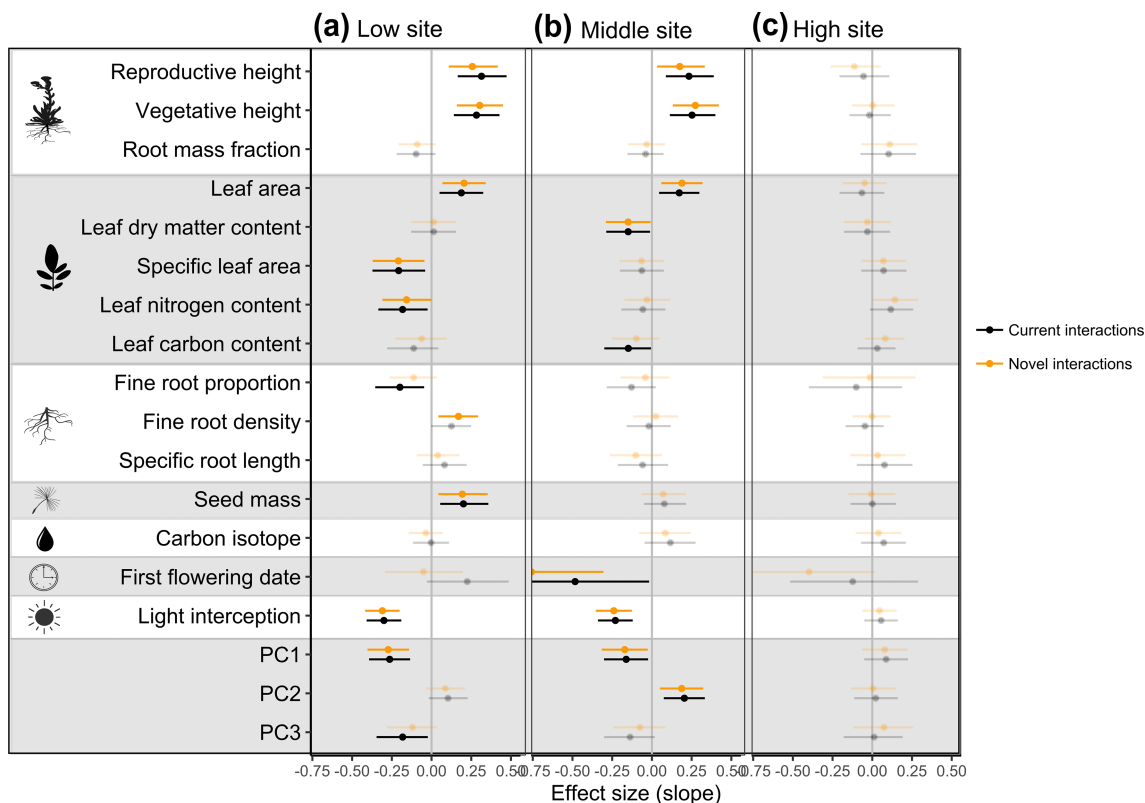 (a) Low site
(b) Middle site
(c) High site
Reproductive height
Vegetative height
Root mass fraction
Leaf area
Leaf dry matter content
Specific leaf area
Leaf nitrogen content
Leaf carbon content
Fine root proportion
Fine root density
Specific root length
Seed mass
Carbon isotope
First flowering date
Light interception
PC1
PC2
PC3
Current interactions
Novel interactions
-0.75 -0.50 -0.25 0.00 0.25 0.50
0.75 -0.50 -0.25 0.00 0.25 0.50
0.75 -0.50 -0.25 0.00 0.25 0.50
Effect size (slope)